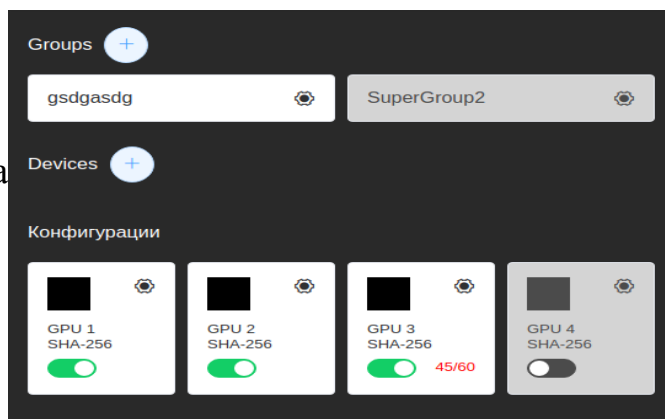 Groups +
gsdgasdg
SuperGroup2
а
Devices +
Конфигурации
GPU 1
SHA-256
GPU 2
SHA-256
GPU 3
SHA-256
45/60
GPU 4
SHA-256